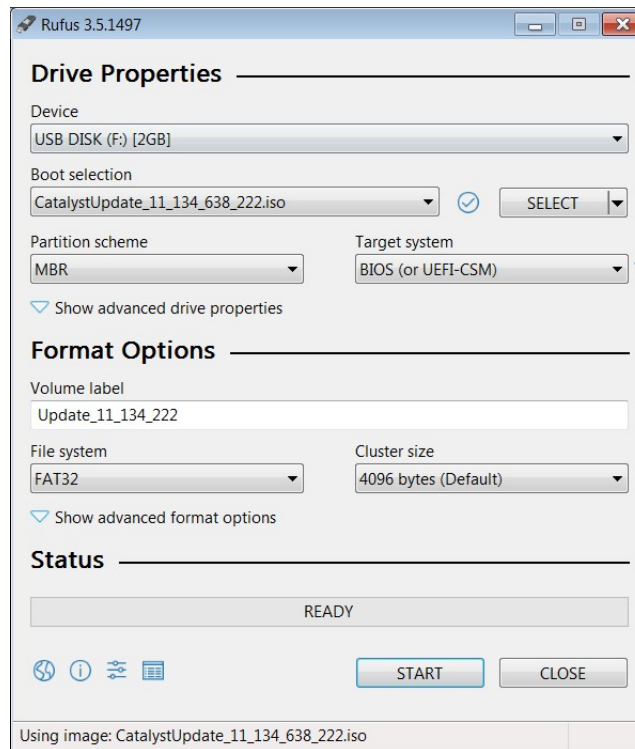 Rufus 3.5.1497
Drive Properties
Device
USB DISK (F:) [2GB]
Boot selection
CatalystUpdate_11_134_638_222.iso SELECT
Partition scheme Target system
MBR BIOS (or UEFI-CSM)
Show advanced drive properties
Format Options
Volume label
Update_11_134_222
File system Cluster size
FAT32 4096 bytes (Default)
Show advanced format options
Status
READY
START CLOSE
Using image: CatalystUpdate_11_134_638_222.iso